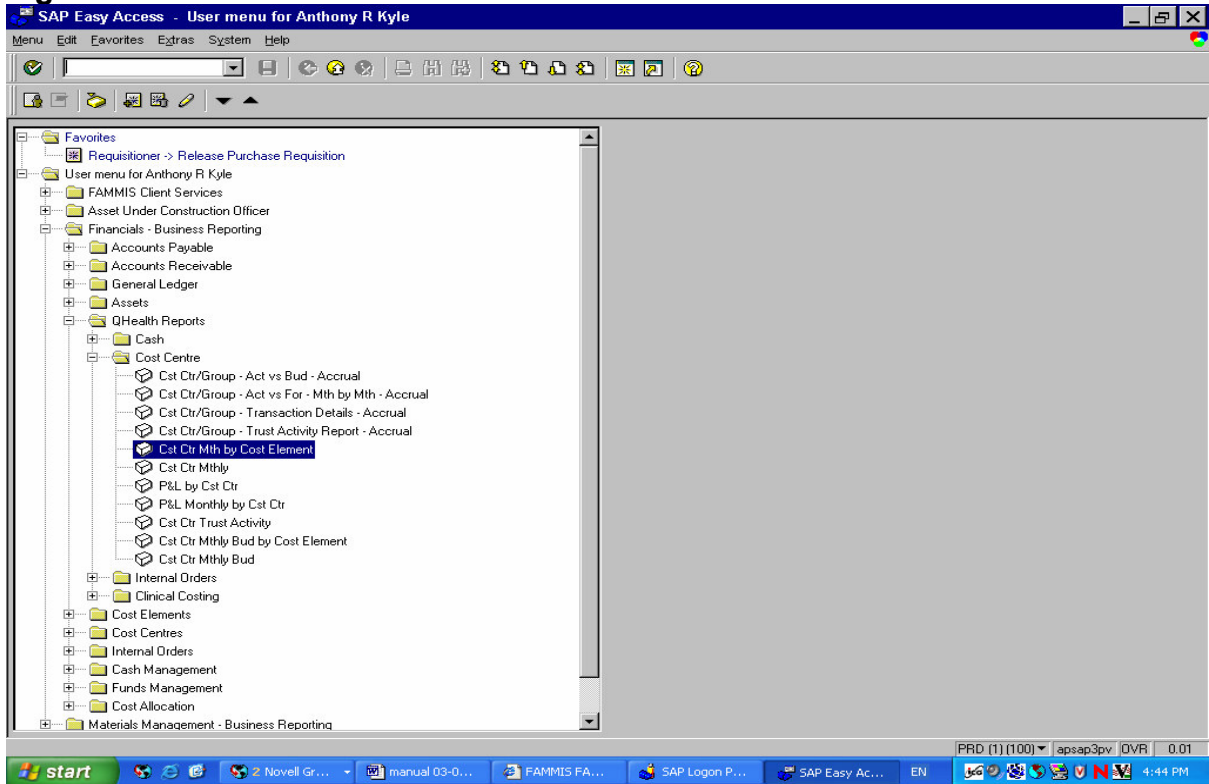 SAP Easy Access - User menu for Anthony R Kyle
Menu Edit Favorites Extras System Help
Favorites
Requisitioner -> Release Purchase Requisition
User menu for Anthony R Kyle
FAMMIS Client Services
Asset Under Construction Officer
Financials - Business Reporting
Accounts Payable
Accounts Receivable
General Ledger
Assets
QHealth Reports
Cash
Cost Centre
Cst Ctr/Group - Act vs Bud - Accrual
Cst Ctr/Group - Act vs For - Mth by Mth - Accrual
Cst Ctr/Group - Transaction Details - Accrual
Cst Ctr/Group - Trust Activity Report - Accrual
Cst Ctr Mth by Cost Element
Cst Ctr Mthly
P&L by Cst Ctr
P&L Monthly by Cst Ctr
Cst Ctr Trust Activity
Cst Ctr Mthly Bud by Cost Element
Cst Ctr Mthly Bud
Internal Orders
Clinical Costing
Cost Elements
Cost Centres
Internal Orders
Cash Management
Funds Management
Cost Allocation
Materials Management - Business Reporting
PRD (1) (100) apsap3pv OVR 0.01
start 2 Novell Gr... manual 03-0... FAMMIS FA... SAP Logon P... SAP Easy Ac... EN 4:44 PM